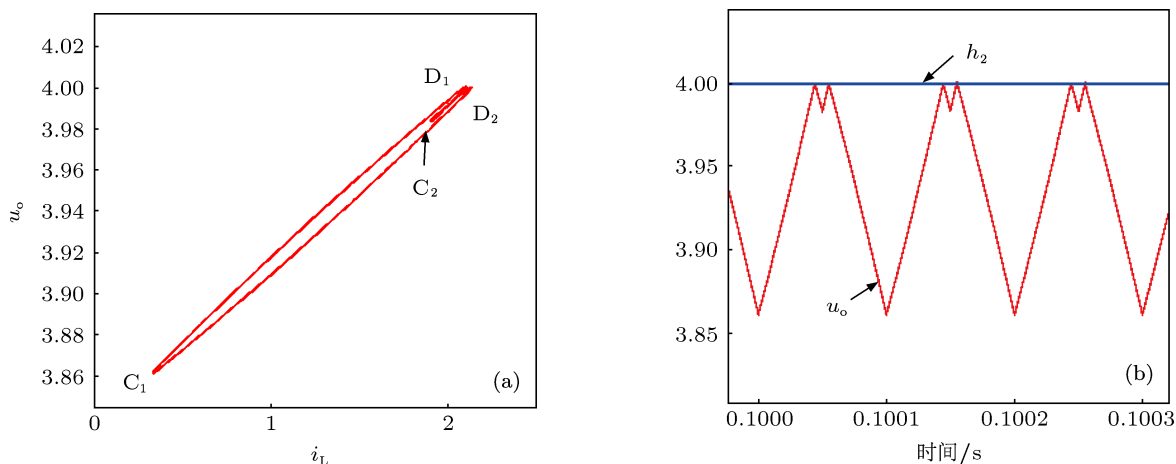 4.02
4.00
3.98
3.96
3.94
3.92
3.90
3.88
3.86
uₒ
D₁
D₂
C₂
C₁
(a)
0
1
2
i_L
4.00
3.95
3.90
3.85
h₂
uₒ
(b)
0.1000
0.1001
0.1002
0.1003
时间/s